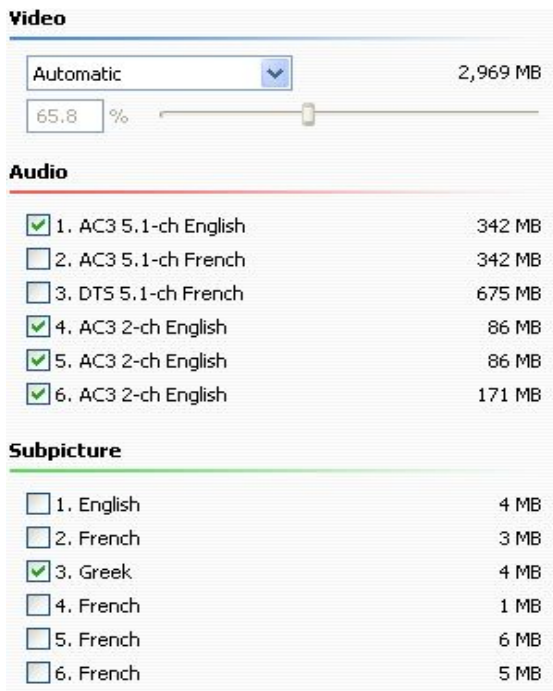 Video
Automatic 2,969 MB
65.8 %
Audio
1. AC3 5.1-ch English 342 MB
2. AC3 5.1-ch French 342 MB
3. DTS 5.1-ch French 675 MB
4. AC3 2-ch English 86 MB
5. AC3 2-ch English 86 MB
6. AC3 2-ch English 171 MB
Subpicture
1. English 4 MB
2. French 3 MB
3. Greek 4 MB
4. French 1 MB
5. French 6 MB
6. French 5 MB